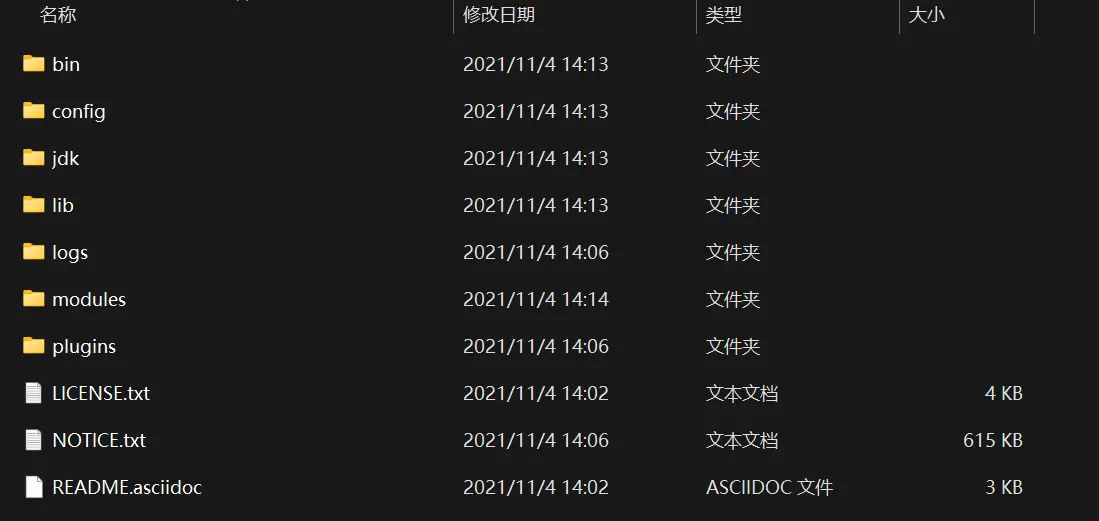 名称 修改日期 类型 大小
bin 2021/11/4 14:13 文件夹
config 2021/11/4 14:13 文件夹
jdk 2021/11/4 14:13 文件夹
lib 2021/11/4 14:13 文件夹
logs 2021/11/4 14:06 文件夹
modules 2021/11/4 14:14 文件夹
plugins 2021/11/4 14:06 文件夹
LICENSE.txt 2021/11/4 14:02 文本文档 4 KB
NOTICE.txt 2021/11/4 14:06 文本文档 615 KB
README.asciidoc 2021/11/4 14:02 ASCIIDOC 文件 3 KB